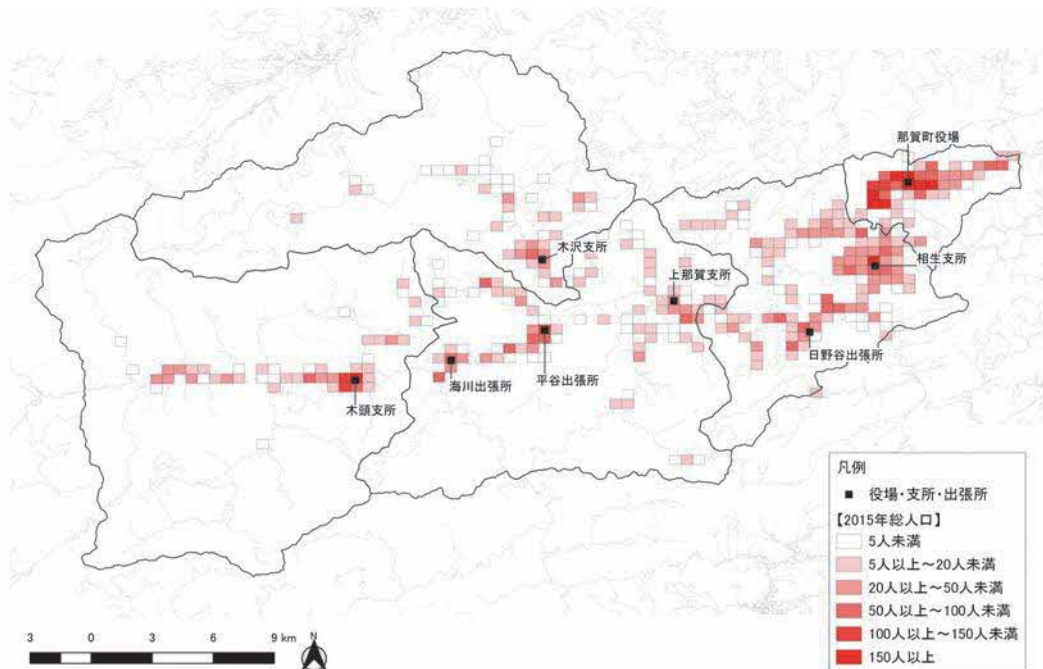 那賀町役場
木沢支所
相生支所
上那賀支所
日野谷出張所
海川出張所
平谷出張所
木頭支所
凡例
役場・支所・出張所
【2015年総人口】
5人未満
5人以上～20人未満
20人以上～50人未満
50人以上～100人未満
100人以上～150人未満
150人以上
3 0 3 6 9 km
N